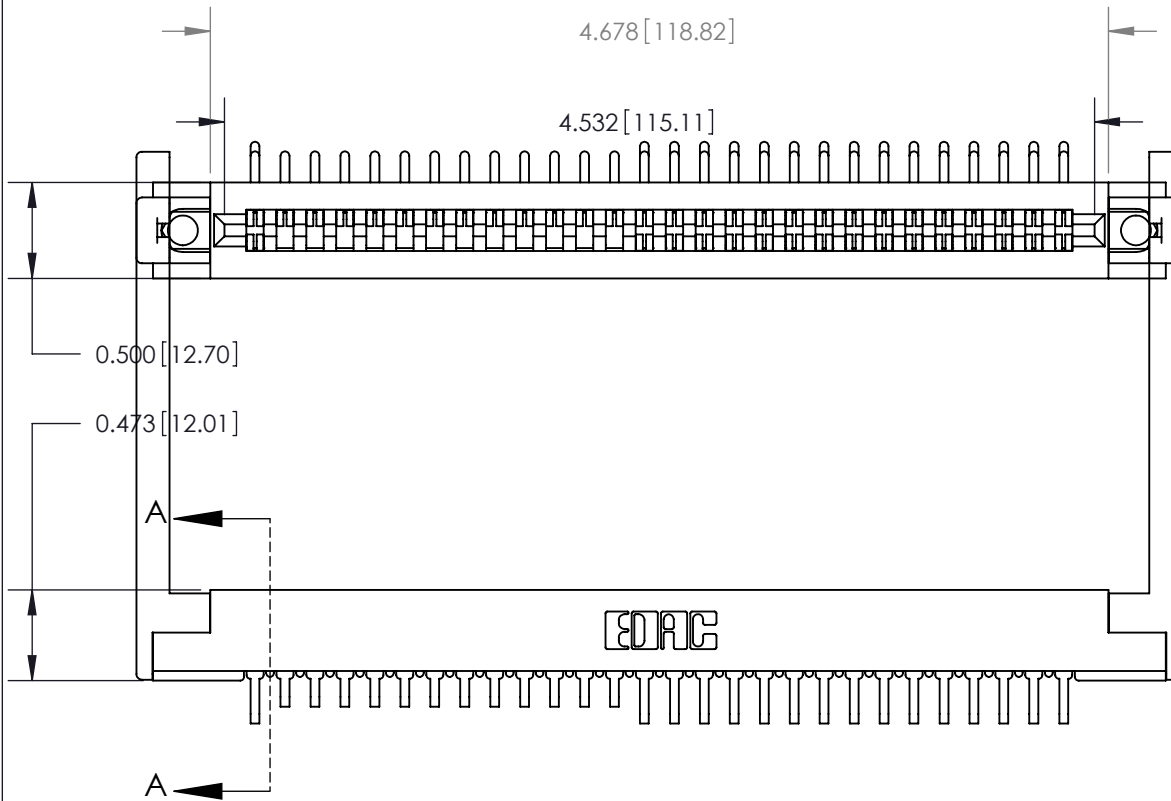 4.678 [118.82]
4.532 [115.11]
0.500 [12.70]
0.473 [12.01]
A
EDAC
A